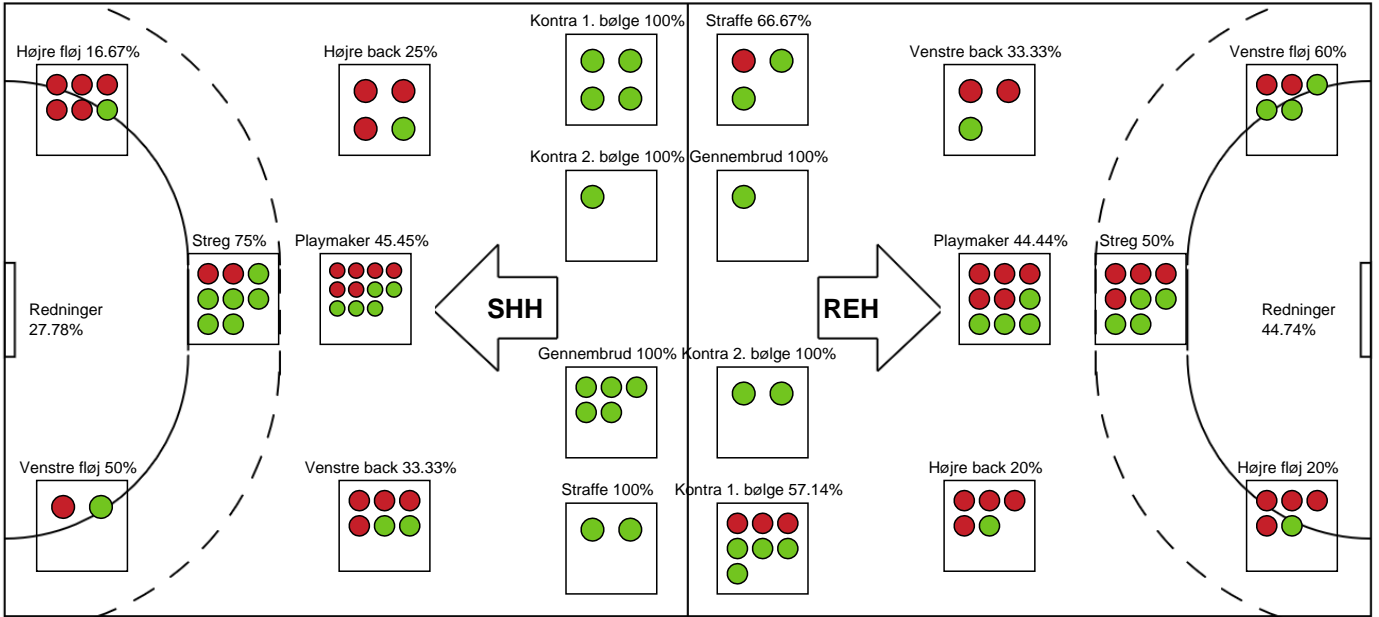 Kontra 1. bølge 100%
Straffe 66.67%
Højre fløj 16.67%
Højre back 25%
Venstre back 33.33%
Venstre fløj 60%
Kontra 2. bølge 100%
Gennembrud 100%
Streg 75%
Playmaker 45.45%
Playmaker 44.44%
Streg 50%
Redninger
27.78%
SHH
REH
Redninger
44.74%
Gennembrud 100%
Kontra 2. bølge 100%
Venstre fløj 50%
Venstre back 33.33%
Straffe 100%
Kontra 1. bølge 57.14%
Højre back 20%
Højre fløj 20%